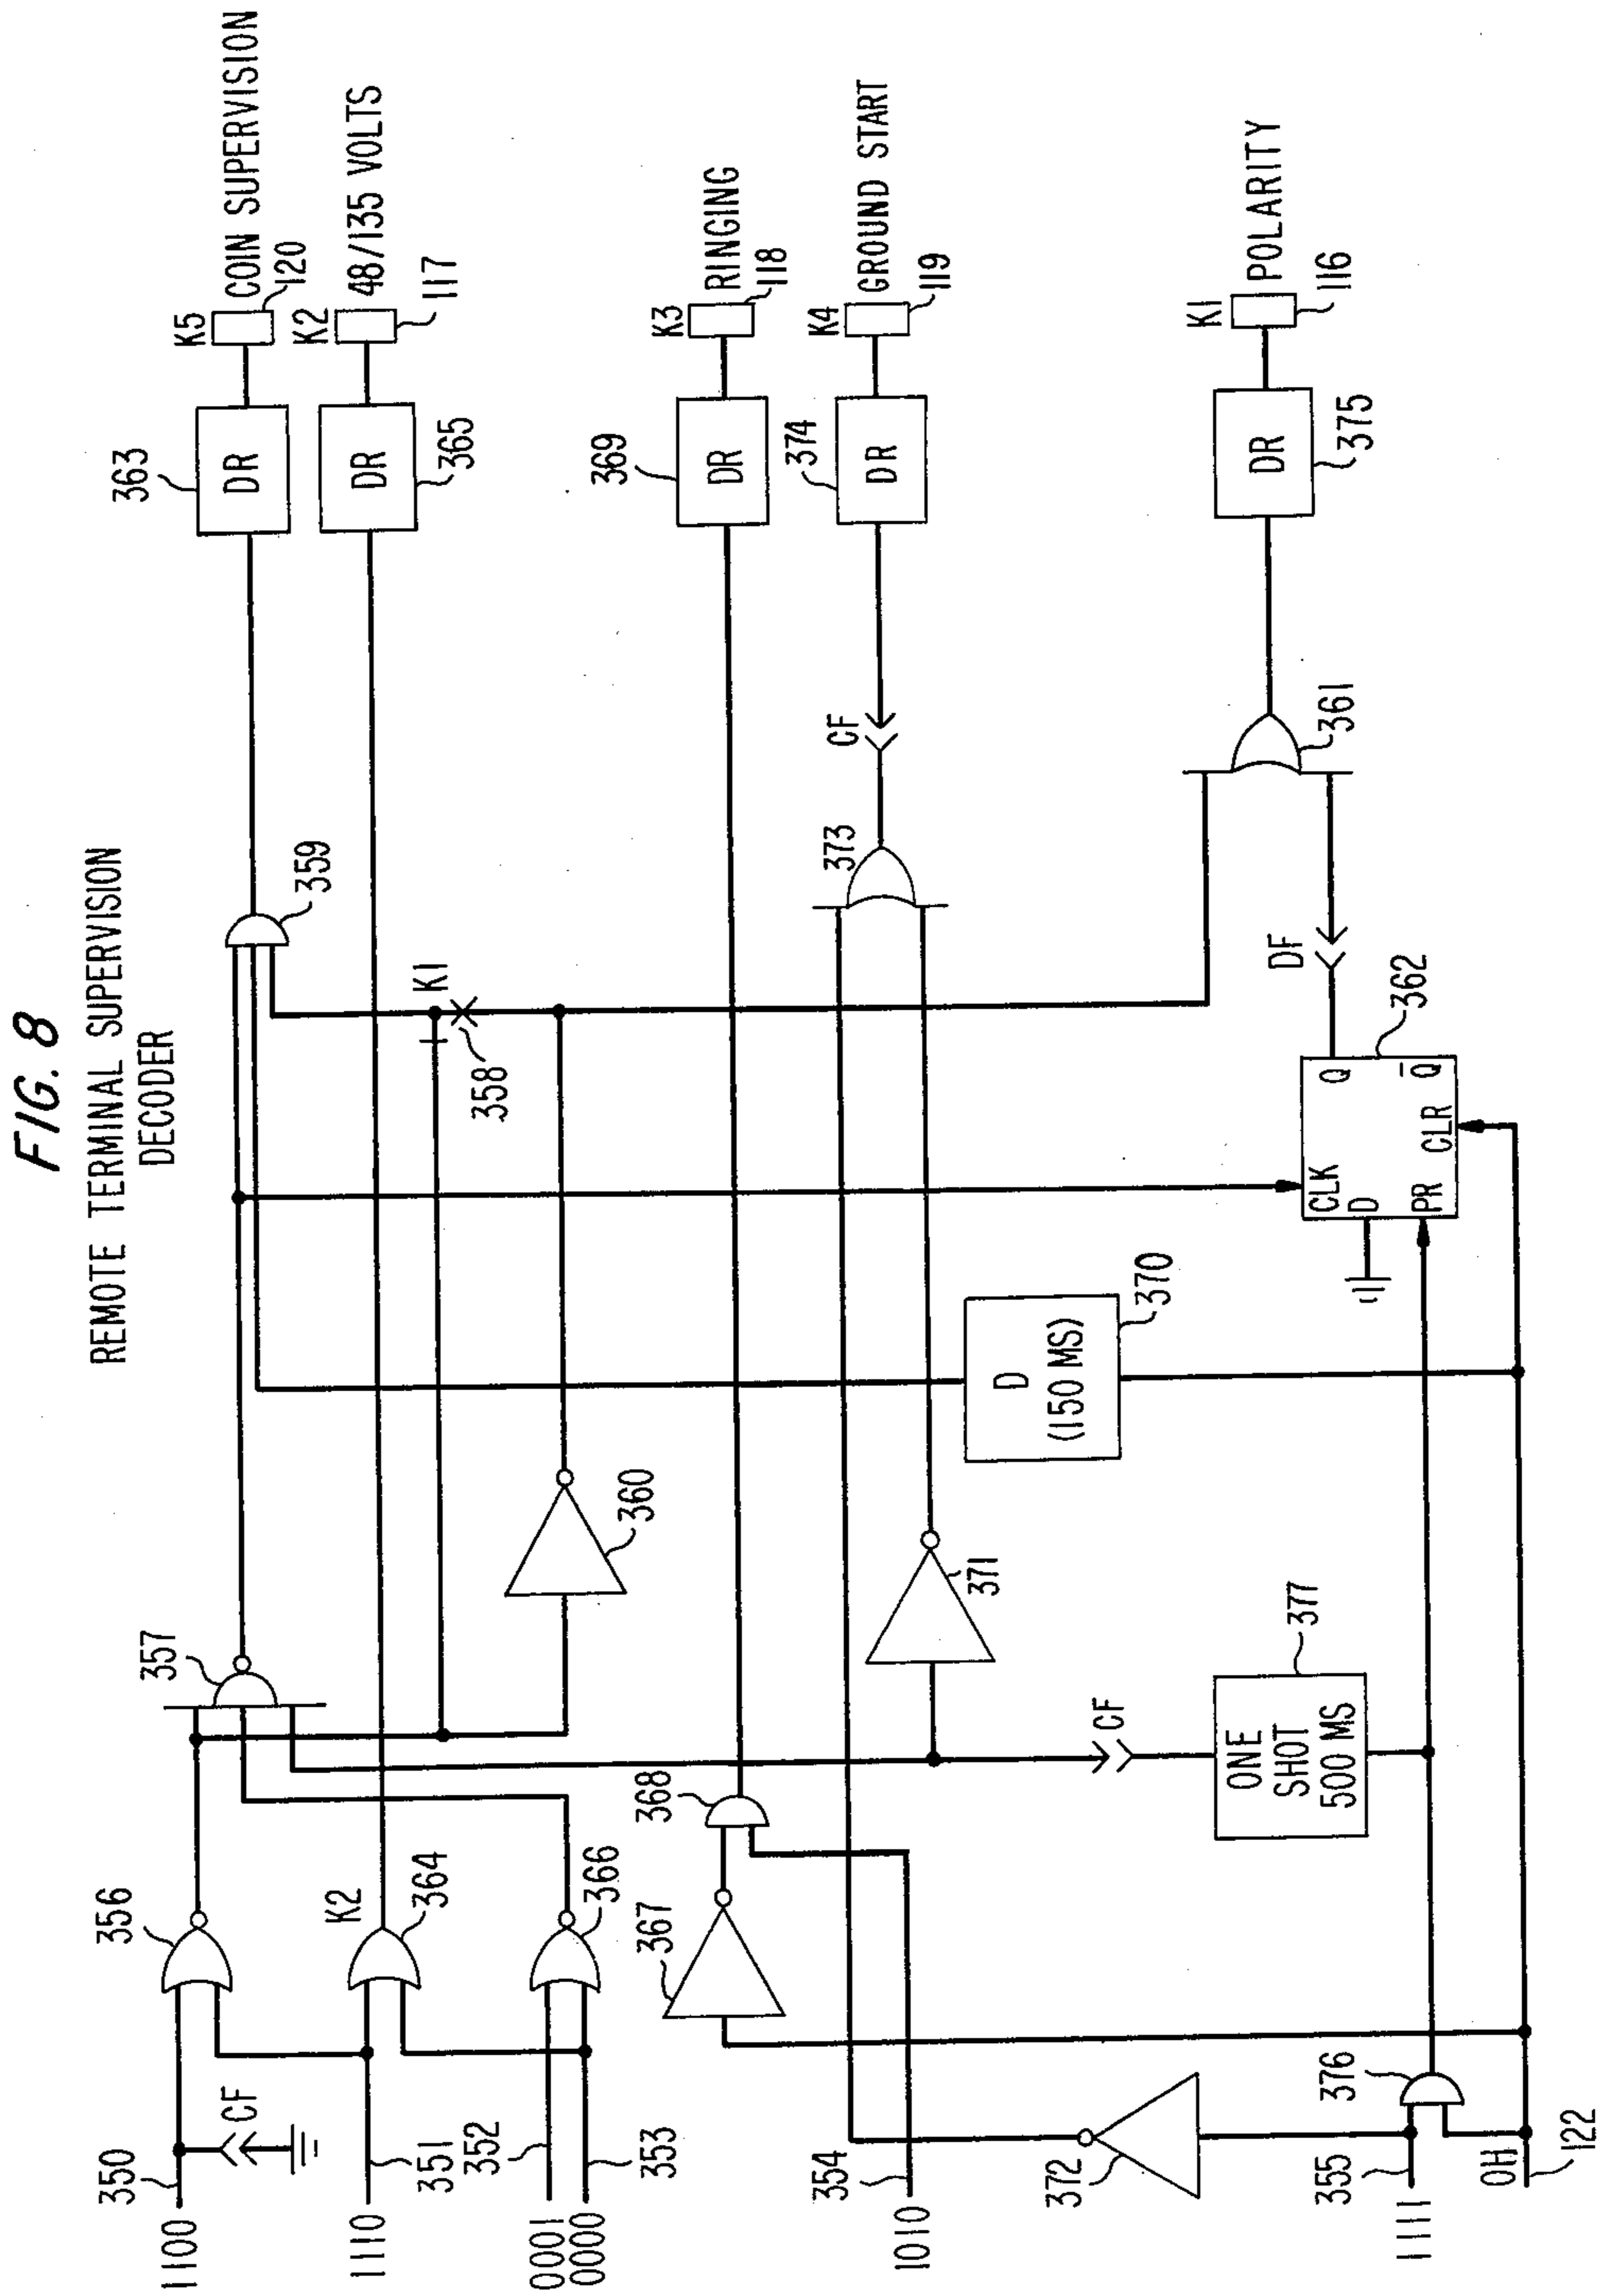 FIG. 8
REMOTE TERMINAL SUPERVISION
DECODER
1100
350
CF
356
357
359
363
DR
K5
COIN SUPERVISION
120
1110
351
K2
364
365
DR
K2
48/135 VOLTS
117
0001
352
0000
353
366
360
K1
358
1010
354
367
368
369
DR
K3
RINGING
118
371
373
CF
374
DR
K4
GROUND START
119
372
CF
ONE
SHOT
500 MS
377
D
(150 MS)
370
1111
355
376
OH
122
CLK
D
PR
CLR
Q
Q̅
362
DF
361
DR
375
K1
POLARITY
116